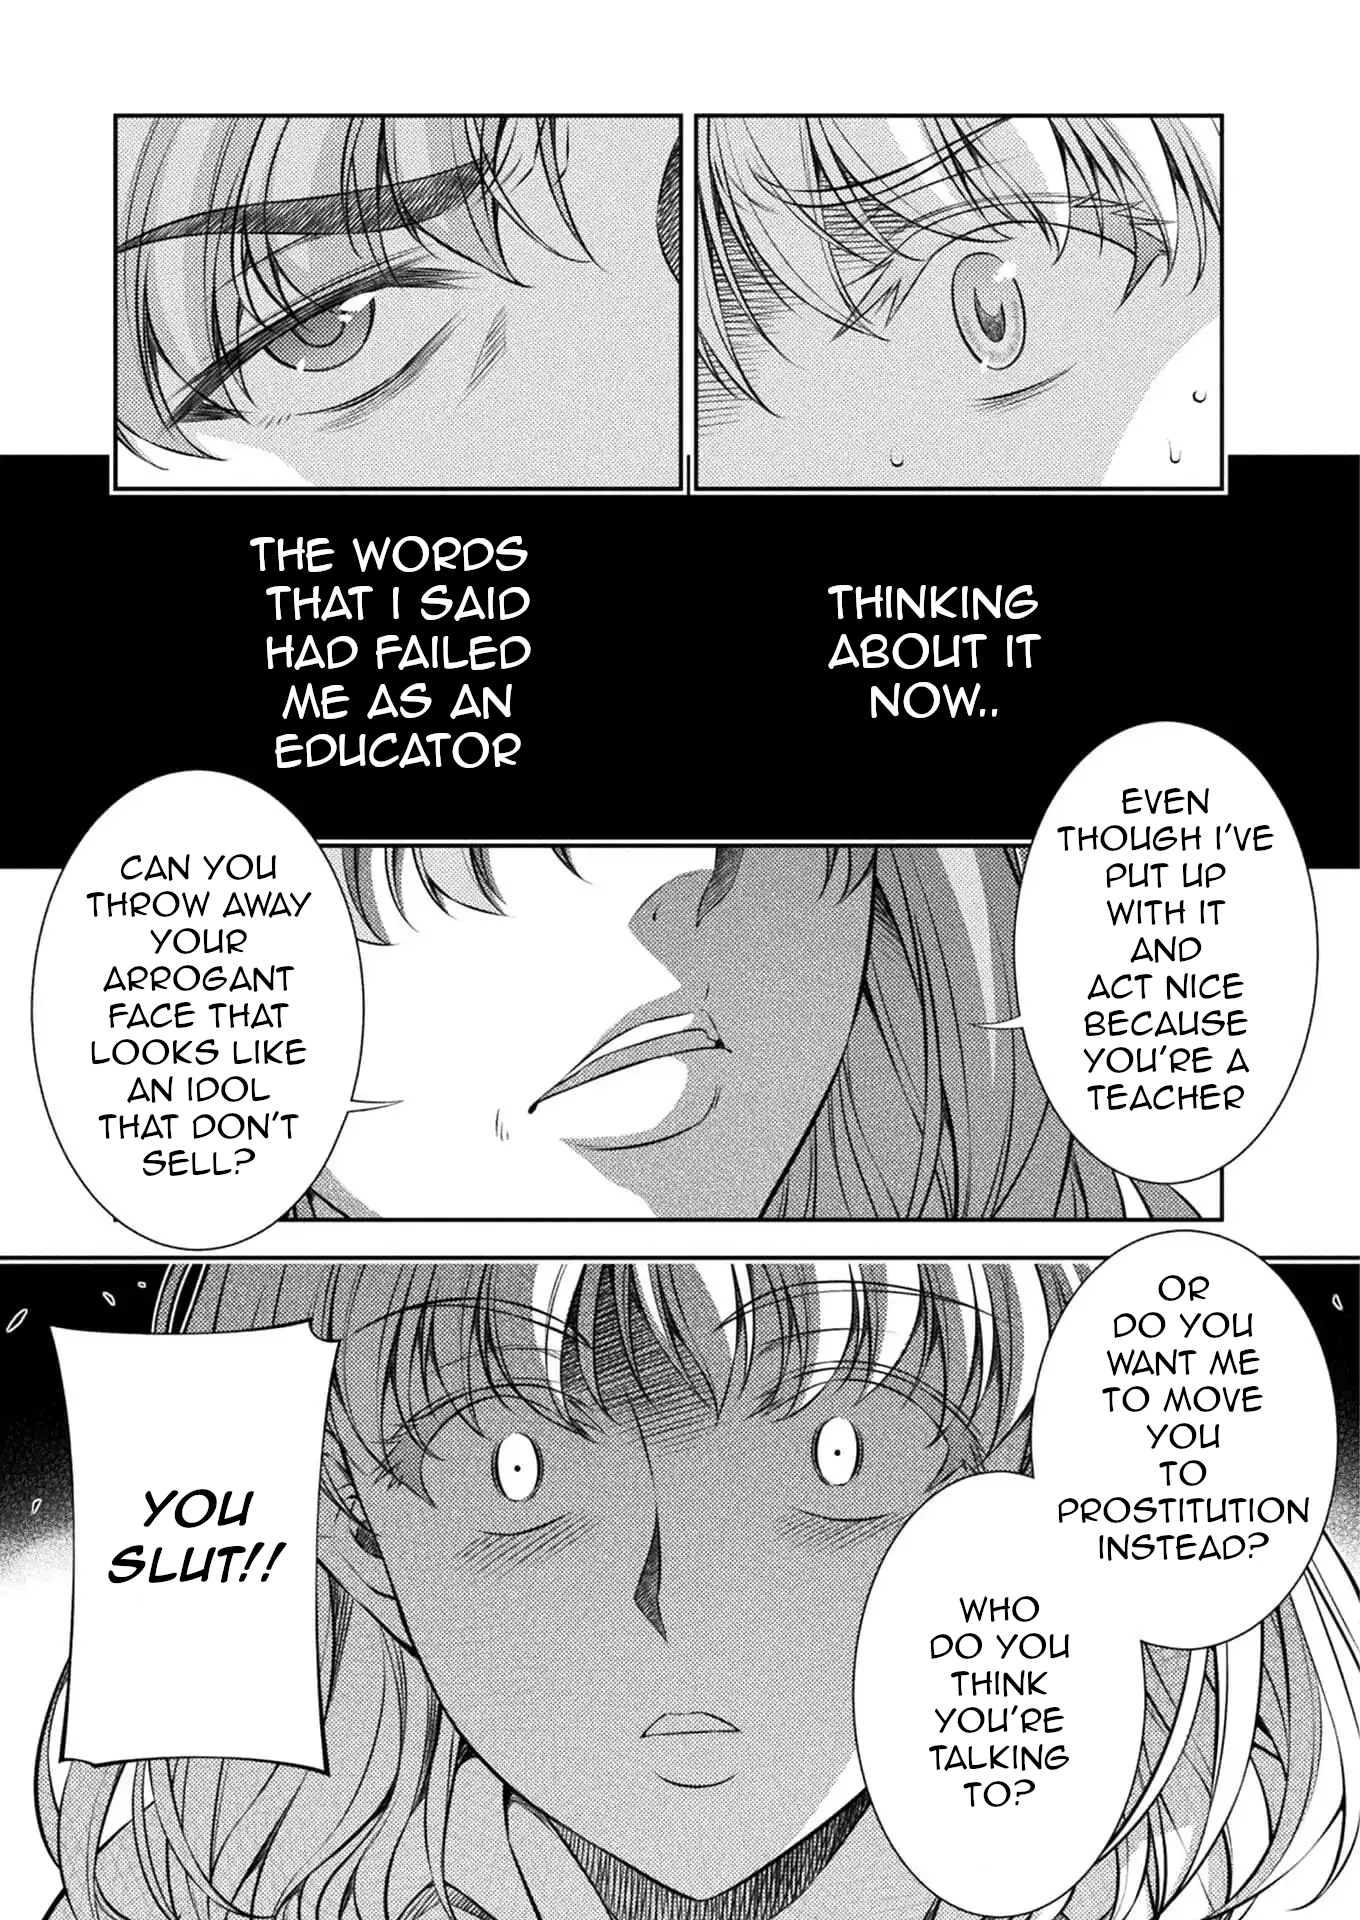 THINKING
ABOUT IT
NOW..
THE WORDS
THAT I SAID
HAD FAILED
ME AS AN
EDUCATOR
EVEN
THOUGH I'VE
PUT UP
WITH IT
AND
ACT NICE
BECAUSE
YOU'RE A
TEACHER
CAN YOU
THROW AWAY
YOUR
ARROGANT
FACE THAT
LOOKS LIKE
AN IDOL
THAT DON'T
SELL?
OR
DO YOU
WANT ME
TO MOVE
YOU
TO
PROSTITUTION
INSTEAD?
WHO
DO YOU
THINK
YOU'RE
TALKING
TO?
YOU
SLUT!!